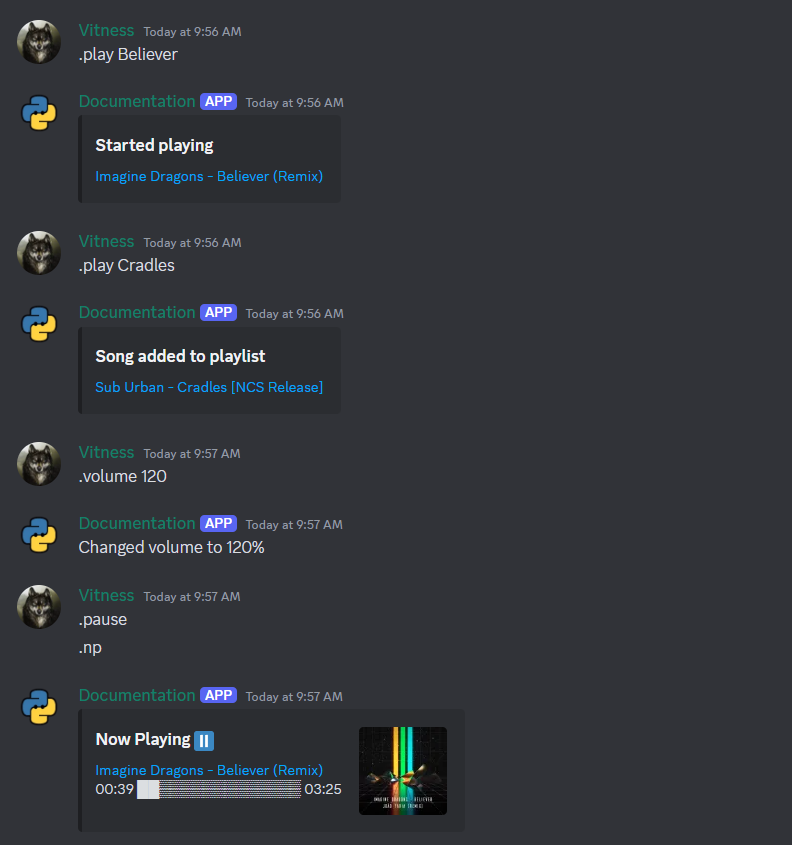 Vitness Today at 9:56 AM
.play Believer
Documentation APP Today at 9:56 AM
Started playing
Imagine Dragons - Believer (Remix)
Vitness Today at 9:56 AM
.play Cradles
Documentation APP Today at 9:56 AM
Song added to playlist
Sub Urban - Cradles [NCS Release]
Vitness Today at 9:57 AM
.volume 120
Documentation APP Today at 9:57 AM
Changed volume to 120%
Vitness Today at 9:57 AM
.pause
.np
Documentation APP Today at 9:57 AM
Now Playing
Imagine Dragons - Believer (Remix)
00:39 03:25
IMAGINE DRAGONS - BELIEVER